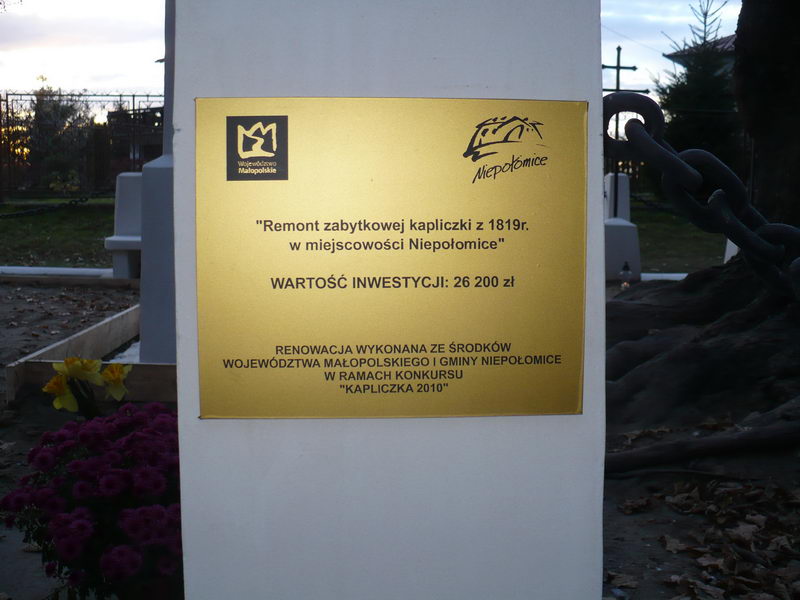 Województwo
Małopolskie
Niepołomice
"Remont zabytkowej kapliczki z 1819r.
w miejscowości Niepołomice"
WARTOŚĆ INWESTYCJI: 26 200 zł
RENOWACJA WYKONANA ZE ŚRODKÓW
WOJEWÓDZTWA MAŁOPOLSKIEGO I GMINY NIEPOŁOMICE
W RAMACH KONKURSU
"KAPLICZKA 2010"